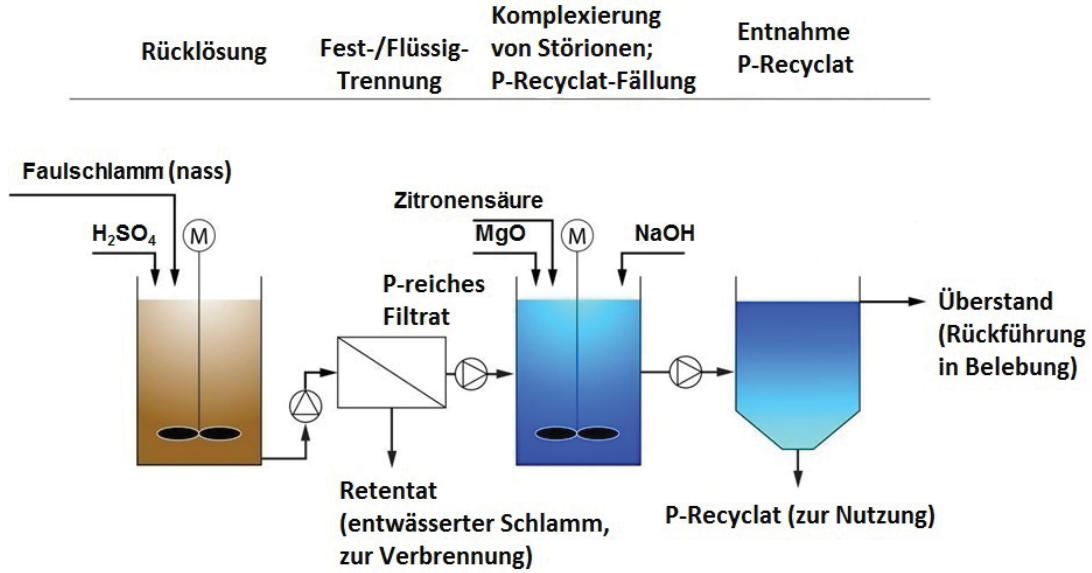 Rücklösung
Fest-/Flüssig-
Trennung
Komplexierung
von Störionen;
P-Recyclat-Fällung
Entnahme
P-Recyclat
Faulschlamm (nass)
H₂SO₄
M
P-reiches
Filtrat
Zitronensäure
MgO
M
NaOH
Überstand
(Rückführung
in Belebung)
Retentat
(entwässerter Schlamm,
zur Verbrennung)
P-Recyclat (zur Nutzung)